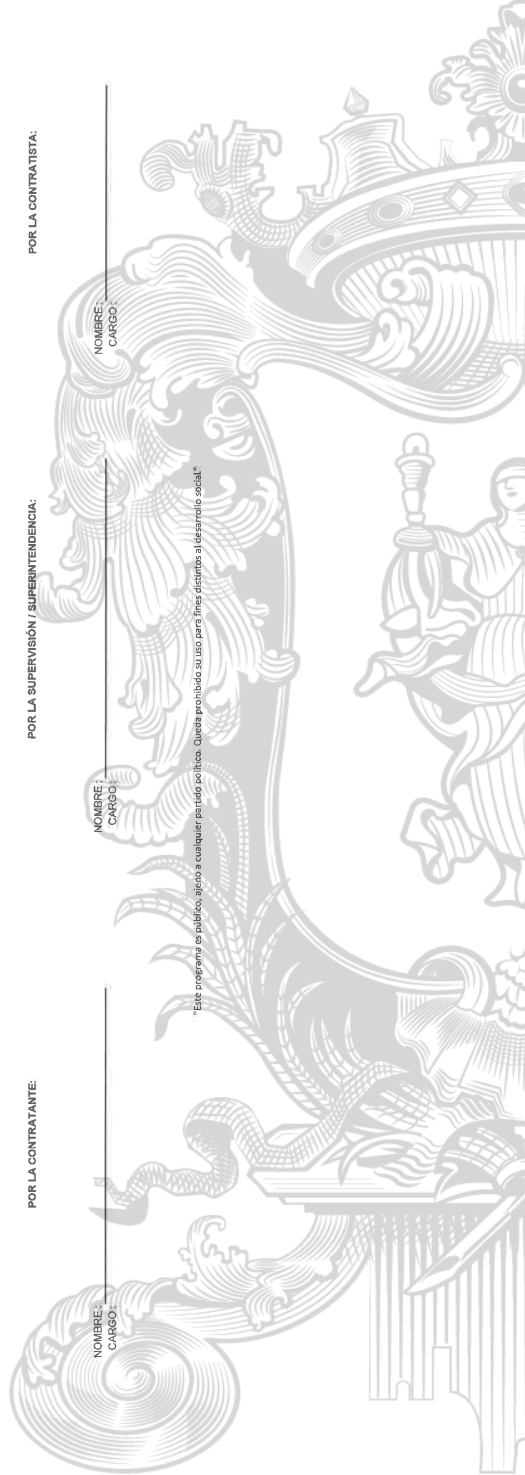 POR LA CONTRATANTE:
POR LA SUPERVISIÓN / SUPERINTENDENCIA:
POR LA CONTRATISTA:
NOMBRE:
CARGO:
NOMBRE:
CARGO:
NOMBRE:
CARGO:
"Este programa es público, ajeno a cualquier partido político. Queda prohibido su uso para fines distintos al desarrollo social."